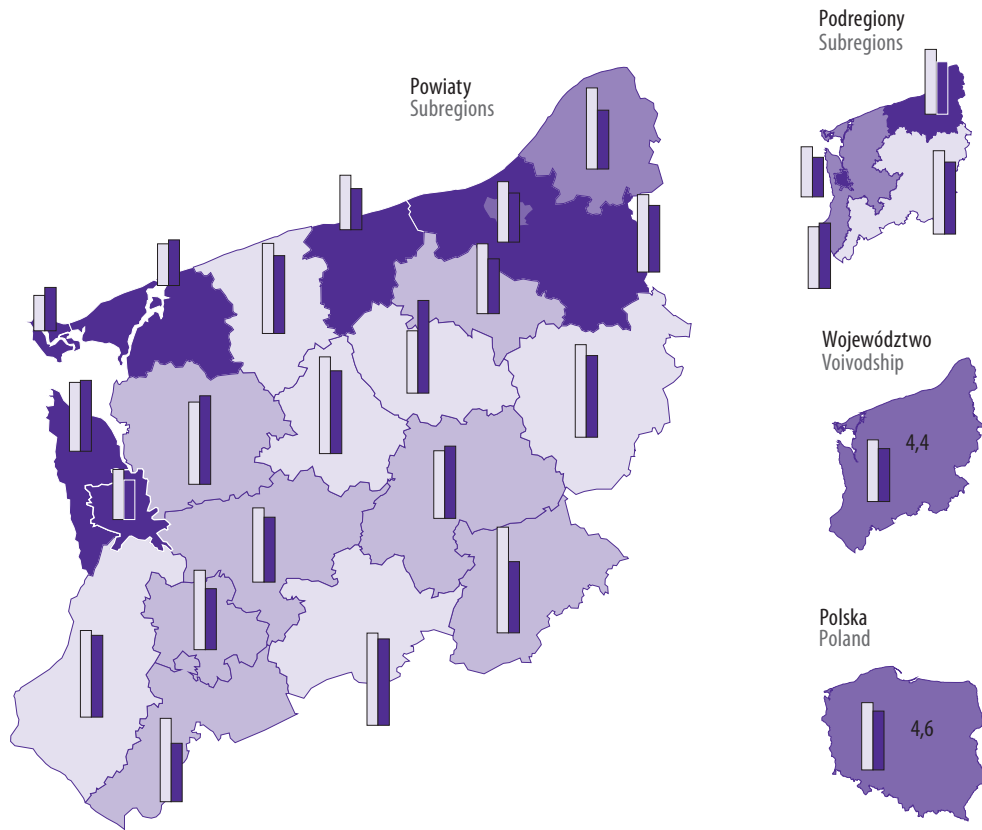 Powiaty
Subregions
Podregiony
Subregions
Województwo
Voivodship
4,4
Polska
Poland
4,6